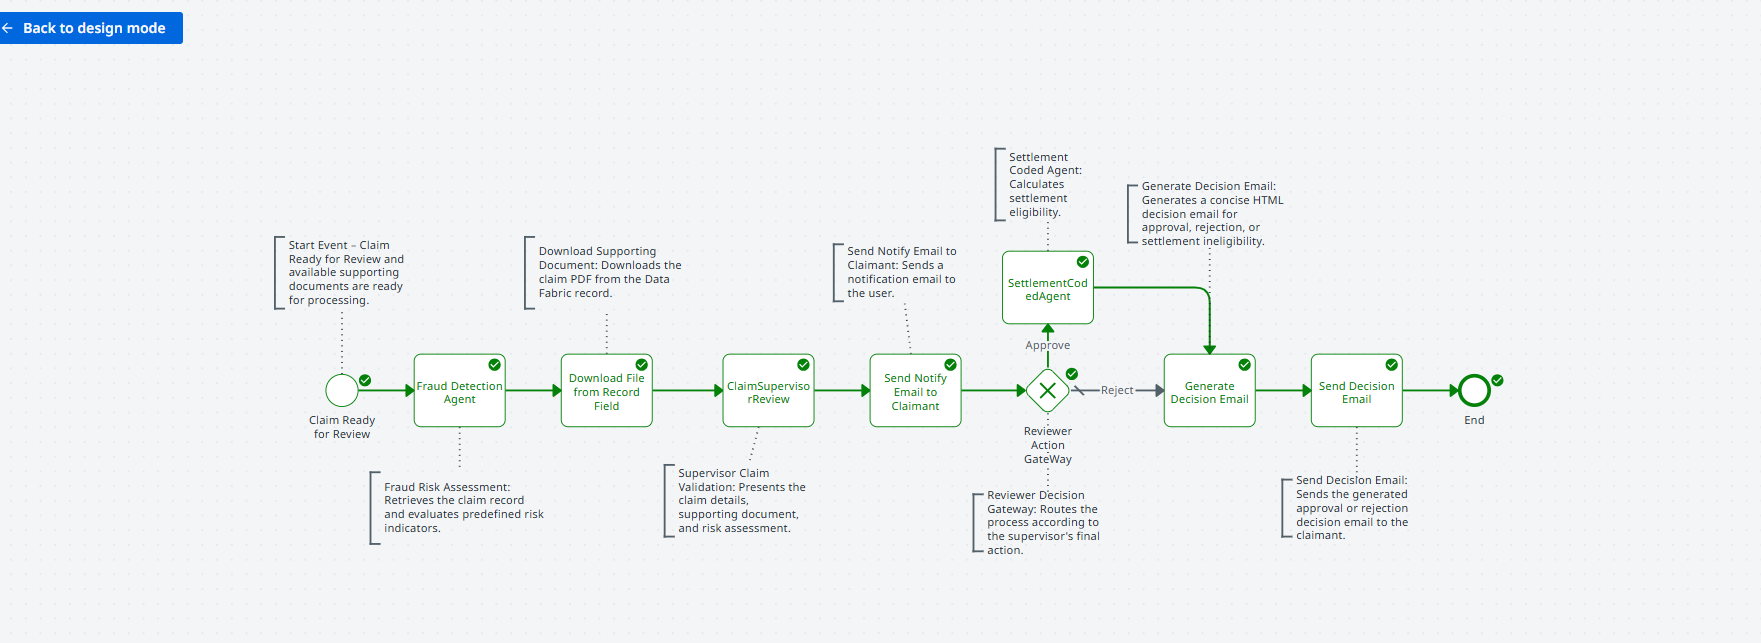 Back to design mode
Settlement
Coded Agent:
Calculates
settlement
eligibility.
Generate Decision Email:
Generates a concise HTML
decision email for
approval, rejection, or
settlement ineligibility.
Start Event – Claim
Ready for Review and
available supporting
documents are ready
for processing.
Download Supporting
Document: Downloads the
claim PDF from the Data
Fabric record.
Send Notify Email to
Claimant: Sends a
notification email to
the user.
SettlementCod
edAgent
Approve
Fraud Detection
Agent
Download File
from Record
Field
ClaimSuperviso
rReview
Send Notify
Email to
Claimant
Reject
Generate
Decision Email
Send Decision
Email
Claim Ready
for Review
Reviewer
Action
GateWay
End
Fraud Risk Assessment:
Retrieves the claim record
and evaluates predefined risk
indicators.
Supervisor Claim
Validation: Presents the
claim details,
supporting document,
and risk assessment.
Reviewer Decision
Gateway: Routes the
process according to
the supervisor's final
action.
Send Decision Email:
Sends the generated
approval or rejection
decision email to the
claimant.